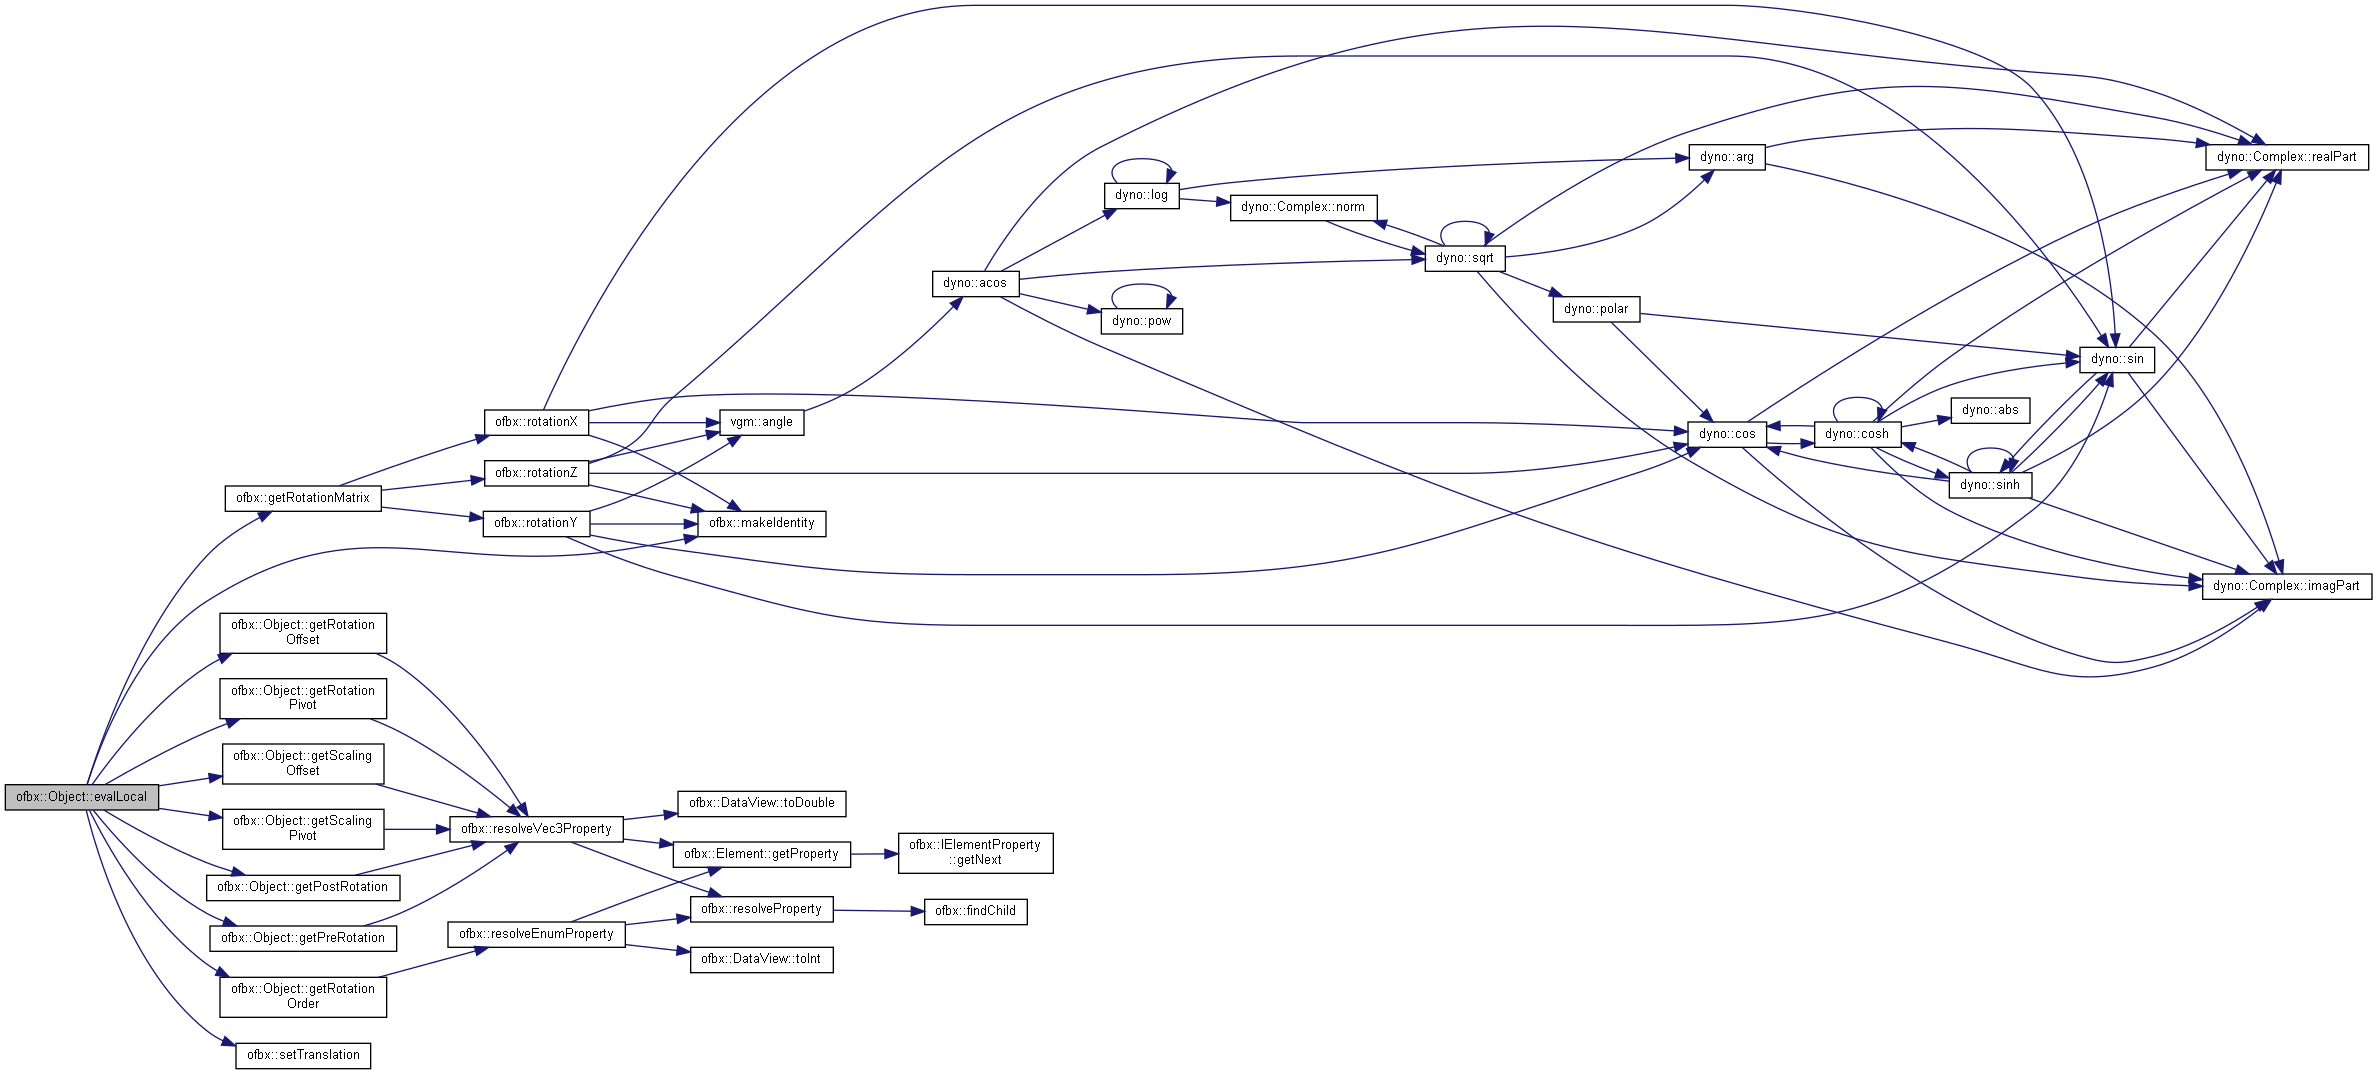 ofbx::Object::evalLocal
ofbx::getRotationMatrix
ofbx::Object::getRotation
Offset
ofbx::Object::getRotation
Pivot
ofbx::Object::getScaling
Offset
ofbx::Object::getScaling
Pivot
ofbx::Object::getPostRotation
ofbx::Object::getPreRotation
ofbx::Object::getRotation
Order
ofbx::setTranslation
ofbx::rotationX
ofbx::rotationZ
ofbx::rotationY
ofbx::resolveVec3Property
ofbx::resolveEnumProperty
vgm::angle
ofbx::makeIdentity
ofbx::DataView::toDouble
ofbx::Element::getProperty
ofbx::resolveProperty
ofbx::DataView::toInt
ofbx::IElementProperty
::getNext
ofbx::findChild
dyno::acos
dyno::log
dyno::pow
dyno::Complex::norm
dyno::sqrt
dyno::polar
dyno::arg
dyno::cos
dyno::cosh
dyno::abs
dyno::sinh
dyno::sin
dyno::Complex::realPart
dyno::Complex::imagPart